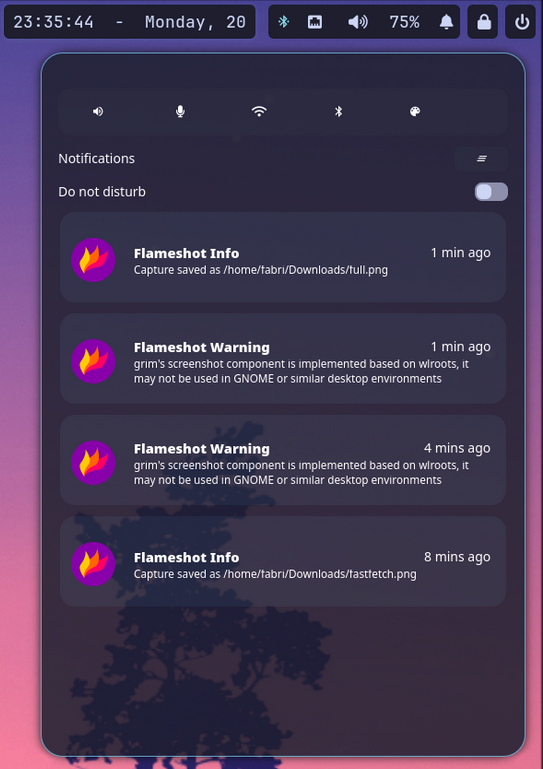 23:35:44 - Monday, 20
75%
Notifications
Do not disturb
Flameshot Info 1 min ago
Capture saved as /home/fabri/Downloads/full.png
Flameshot Warning 1 min ago
grim's screenshot component is implemented based on wlroots, it
may not be used in GNOME or similar desktop environments
Flameshot Warning 4 mins ago
grim's screenshot component is implemented based on wlroots, it
may not be used in GNOME or similar desktop environments
Flameshot Info 8 mins ago
Capture saved as /home/fabri/Downloads/fastfetch.png